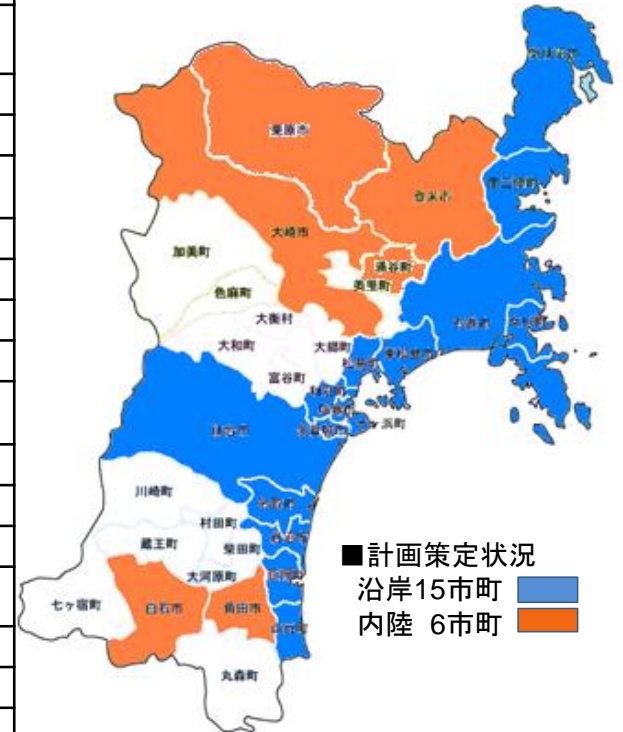 気仙沼市
栗原市
南三陸町
登米市
大崎市
加美町
涌谷町
美里町
色麻町
大衡村
石巻市
女川町
大和町
大郷町
東松島市
松島町
富谷町
利府町
塩竈市
七ヶ浜町
多賀城市
仙台市
川崎町
名取市
村田町
岩沼市
蔵王町
柴田町
■計画策定状況
沿岸15市町
内陸 6市町
大河原町
亘理町
七ヶ宿町
白石市
角田市
山元町
丸森町